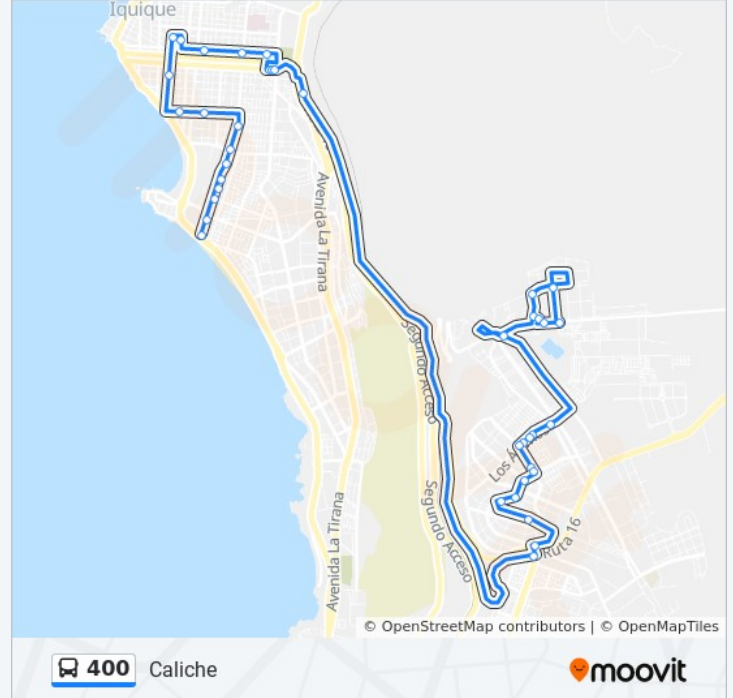 Iquique
Avenida La Tirana
Segundo Acceso
Los Á
Segundo Acceso
Ruta 16
Avenida La Tirana
© OpenStreetMap contributors | © OpenMapTiles
400 Caliche
moovit